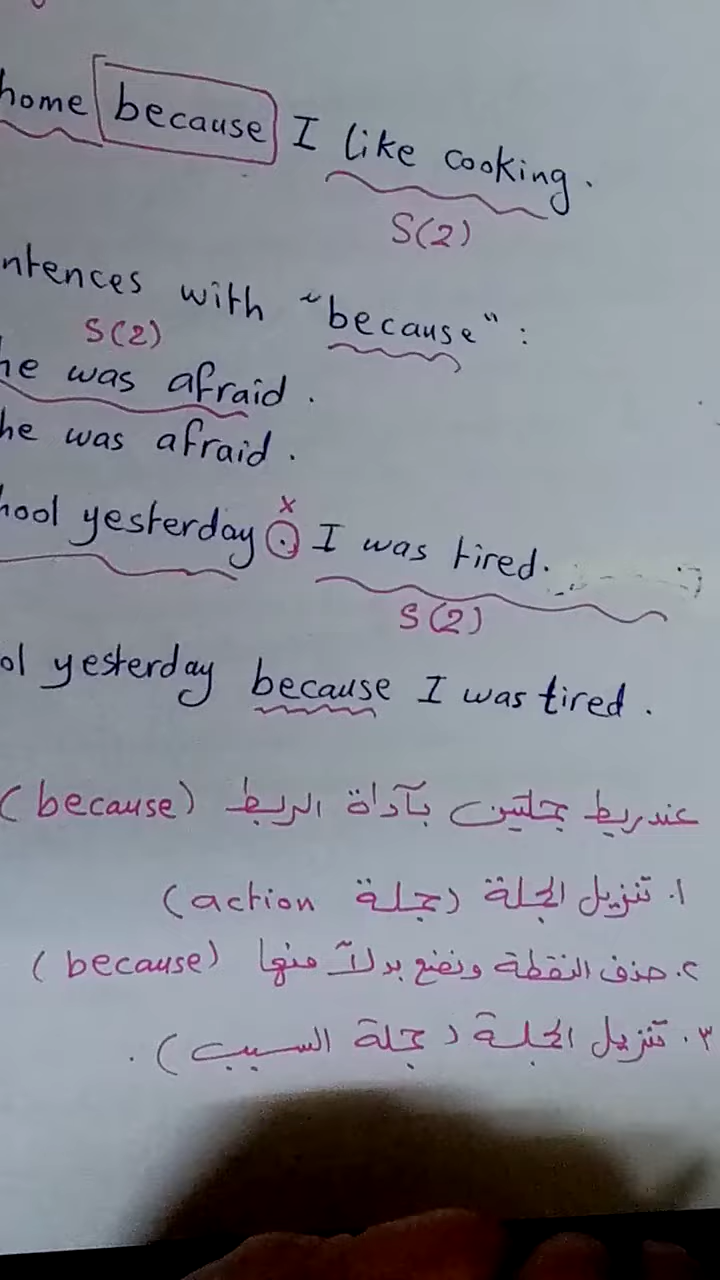 home because I like cooking.
S(2)
ntences with "because":
S(2)
he was afraid.
he was afraid.
x
hool yesterday. I was tired.
S(2)
ol yesterday because I was tired.
عند ربط جملتين بآداة الربط (because)
١. تنزيل الجملة (جملة action)
٢. حذف النقطة ونضع بدلآ منها (because)
٣. تنزيل الجملة (جملة السبب).